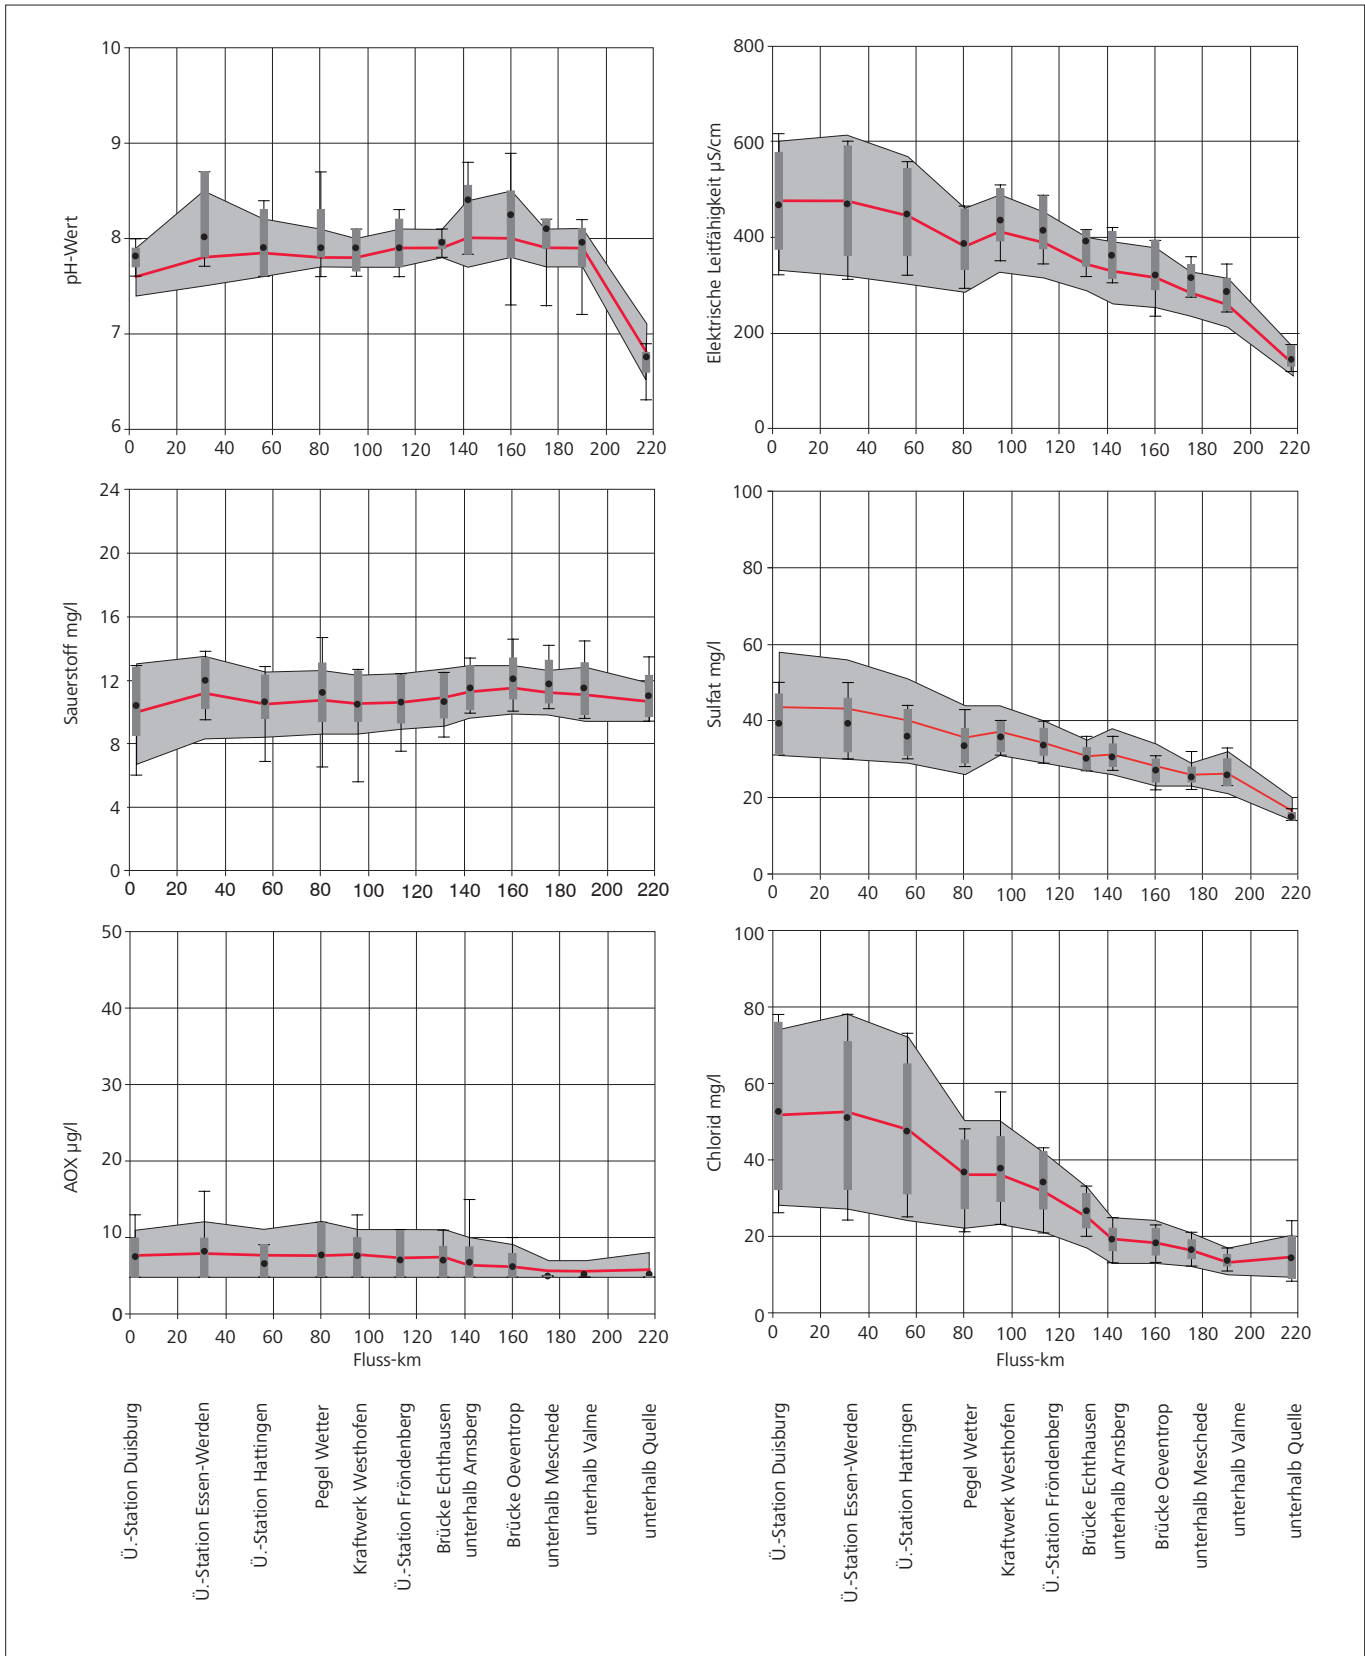 pH-Wert
10
9
8
7
6
0 20 40 60 80 100 120 140 160 180 200 220
Elektrische Leitfähigkeit µS/cm
800
600
400
200
0
0 20 40 60 80 100 120 140 160 180 200 220
Sauerstoff mg/l
24
20
16
12
8
4
0
0 20 40 60 80 100 120 140 160 180 200 220
Sulfat mg/l
100
80
60
40
20
0
0 20 40 60 80 100 120 140 160 180 200 220
AOX µg/l
50
40
30
20
10
0
0 20 40 60 80 100 120 140 160 180 200 220
Fluss-km
Chlorid mg/l
100
80
60
40
20
0
0 20 40 60 80 100 120 140 160 180 200 220
Fluss-km
Ü.-Station Duisburg
Ü.-Station Essen-Werden
Ü.-Station Hattingen
Pegel Wetter
Kraftwerk Westhofen
Ü.-Station Fröndenberg
Brücke Echthausen
unterhalb Arnsberg
Brücke Oeventrop
unterhalb Meschede
unterhalb Valme
unterhalb Quelle
Ü.-Station Duisburg
Ü.-Station Essen-Werden
Ü.-Station Hattingen
Pegel Wetter
Kraftwerk Westhofen
Ü.-Station Fröndenberg
Brücke Echthausen
unterhalb Arnsberg
Brücke Oeventrop
unterhalb Meschede
unterhalb Valme
unterhalb Quelle